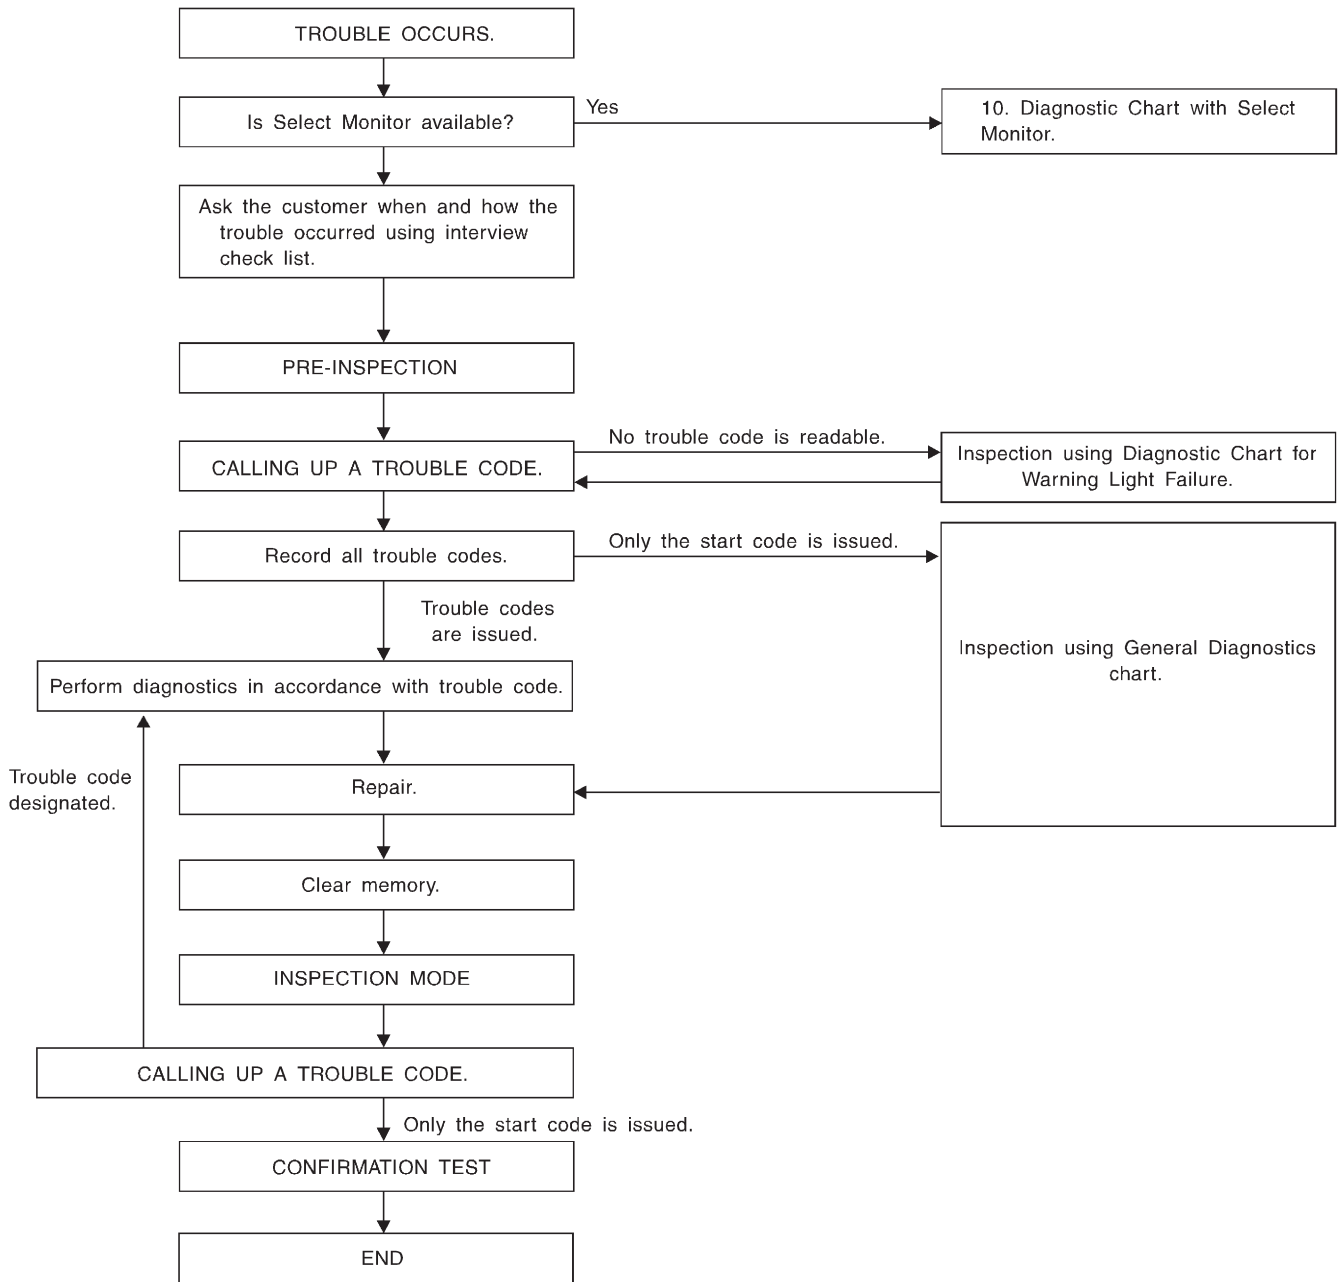 TROUBLE OCCURS.
Is Select Monitor available?
Yes
10. Diagnostic Chart with Select
Monitor.
Ask the customer when and how the
trouble occurred using interview
check list.
PRE-INSPECTION
CALLING UP A TROUBLE CODE.
No trouble code is readable.
Inspection using Diagnostic Chart for
Warning Light Failure.
Record all trouble codes.
Only the start code is issued.
Inspection using General Diagnostics
chart.
Trouble codes
are issued.
Perform diagnostics in accordance with trouble code.
Trouble code
designated.
Repair.
Clear memory.
INSPECTION MODE
CALLING UP A TROUBLE CODE.
Only the start code is issued.
CONFIRMATION TEST
END